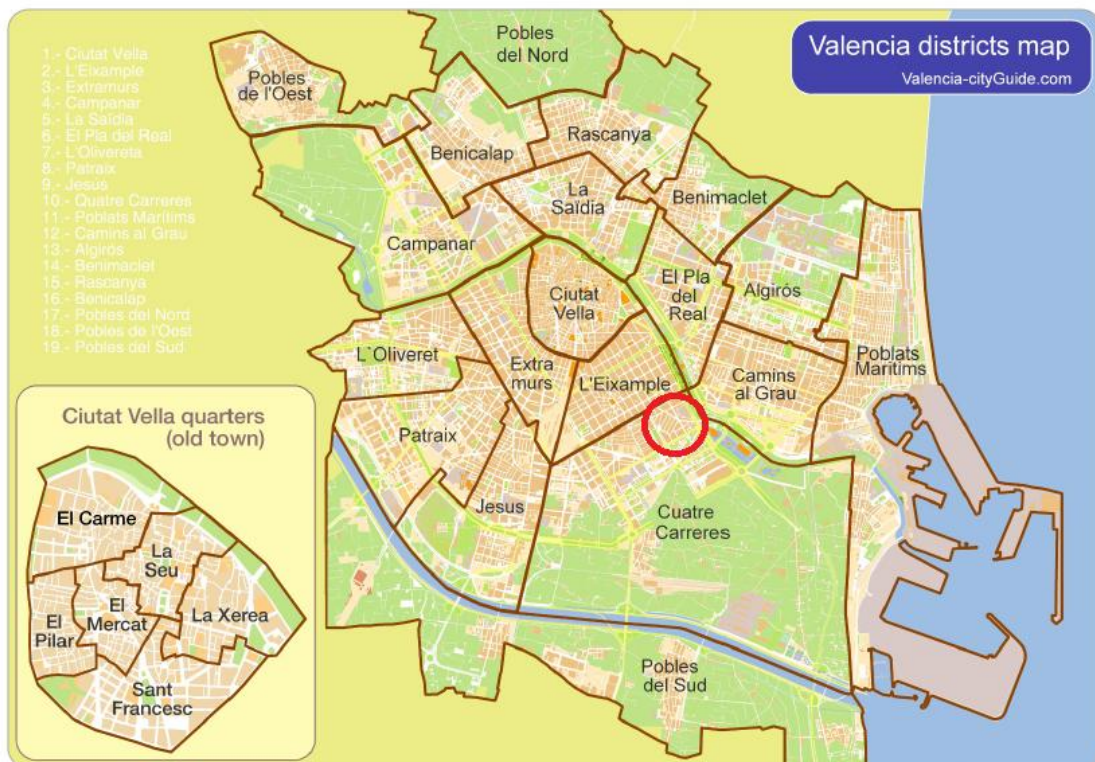 Valencia districts map
Valencia-cityGuide.com
1.- Ciutat Vella
2.- L'Eixample
3.- Extramurs
4.- Campanar
5.- La Saïdia
6.- El Pla del Real
7.- L'Olivereta
8.- Patraix
9.- Jesús
10.- Quatre Carreres
11.- Poblats Marítims
12.- Camins al Grau
13.- Algirós
14.- Benimaclet
15.- Rascanya
16.- Benicalap
17.- Pobles del Nord
18.- Pobles de l'Oest
19.- Pobles del Sud
Pobles
del Nord
Pobles
de l'Oest
Benicalap
Rascanya
La
Saïdia
Benimaclet
Campanar
El Pla
del
Real
Algirós
Ciutat
Vella
L`Oliveret
Extra
murs
L'Eixample
Camins
al Grau
Poblats
Marítims
Patraix
Jesus
Cuatre
Carreres
Pobles
del Sud
Ciutat Vella quarters
(old town)
El Carme
La
Seu
El
Pilar
El
Mercat
La Xerea
Sant
Francesc